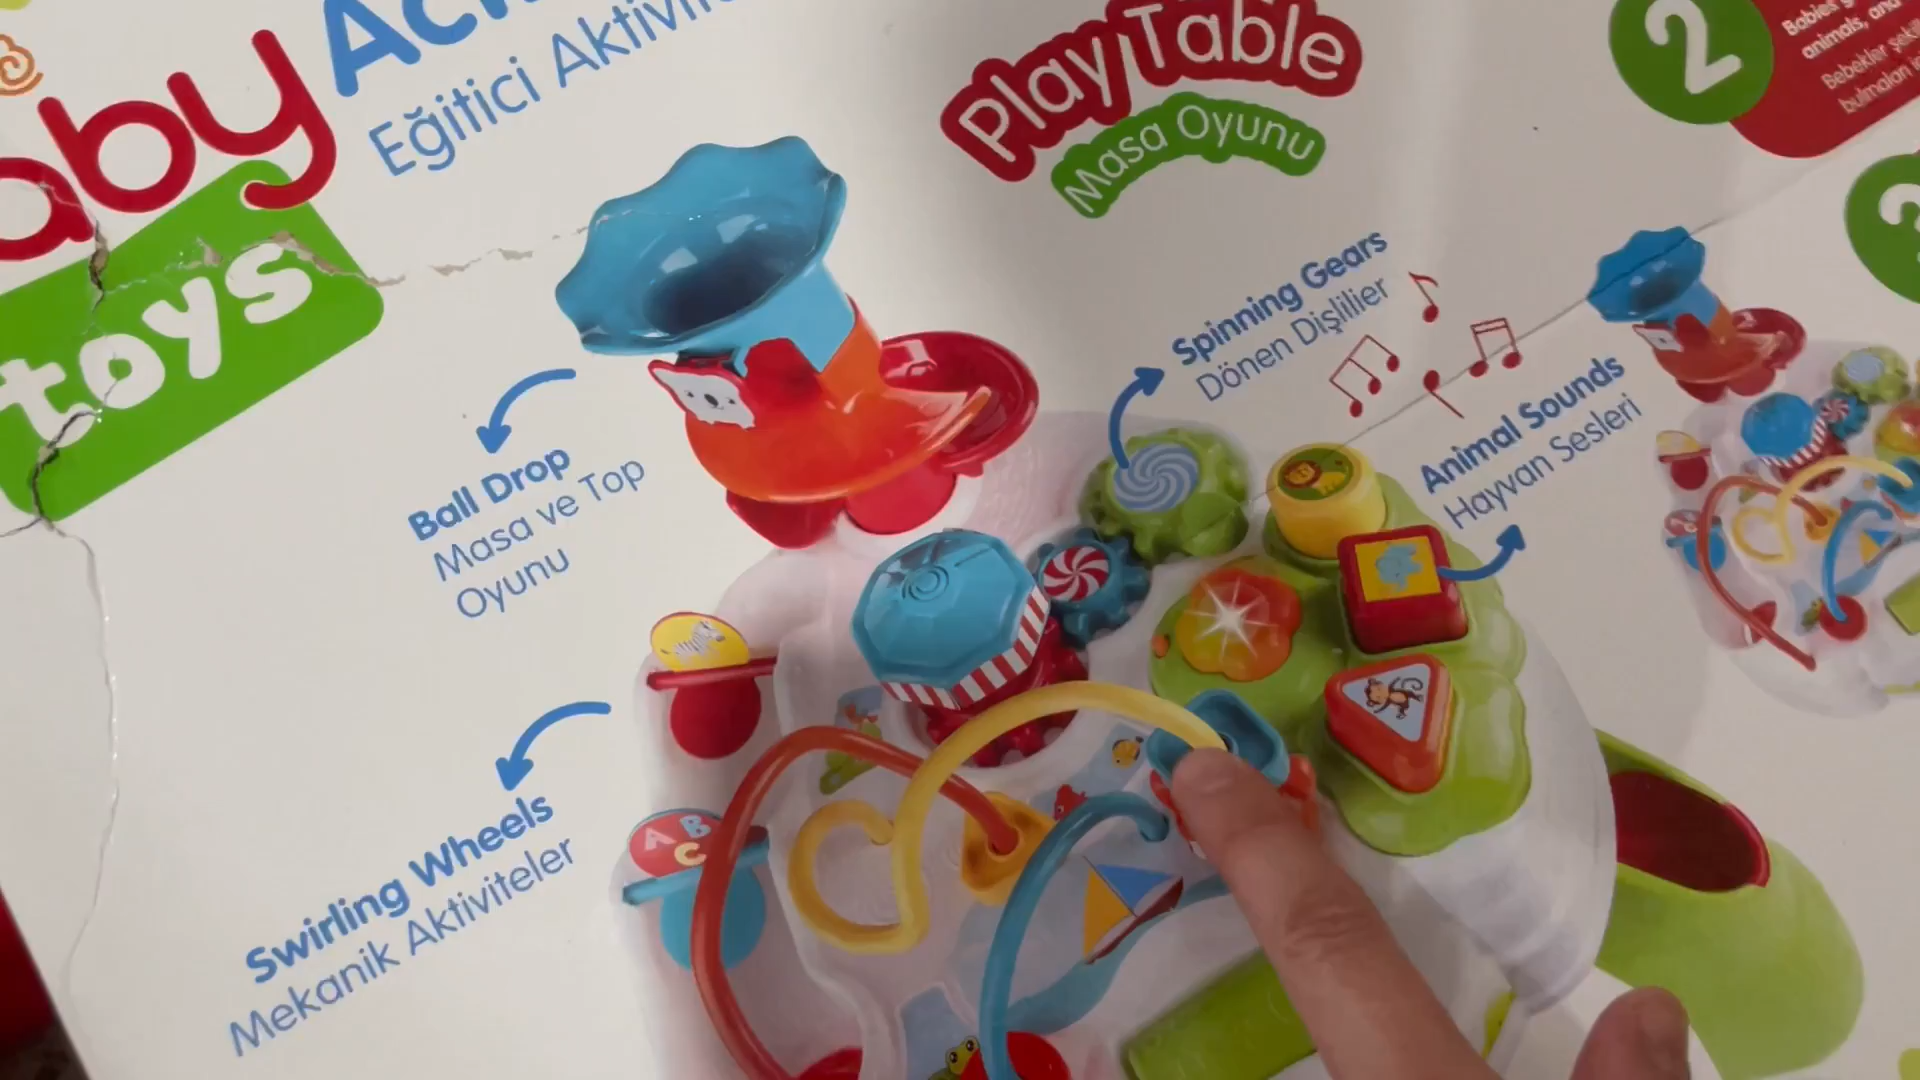 toys
Eğitici
Play Table
Masa Oyunu
2
Spinning Gears
Dönen Dişliler
Animal Sounds
Hayvan Sesleri
Ball Drop
Masa ve Top
Oyunu
Swirling Wheels
Mekanik Aktiviteler
A B
C